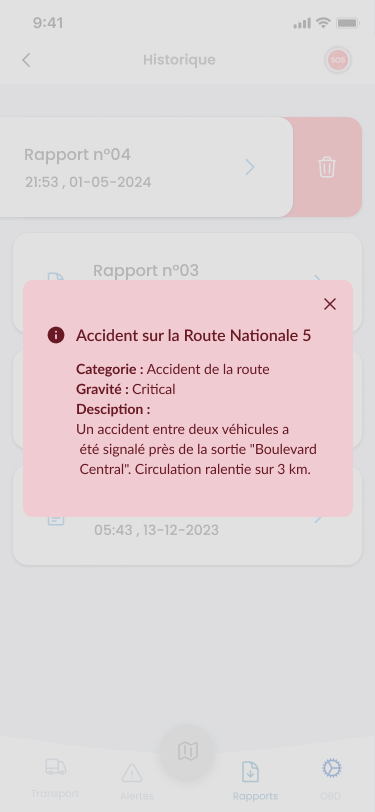 9:41
Historique
SOS
Rapport n°04
21:53 , 01-05-2024
Rapport n°03
Accident sur la Route Nationale 5
Categorie : Accident de la route
Gravité : Critical
Desciption :
Un accident entre deux véhicules a
été signalé près de la sortie "Boulevard
Central". Circulation ralentie sur 3 km.
05:43 , 13-12-2023
Transport
Alertes
Rapports
OBD